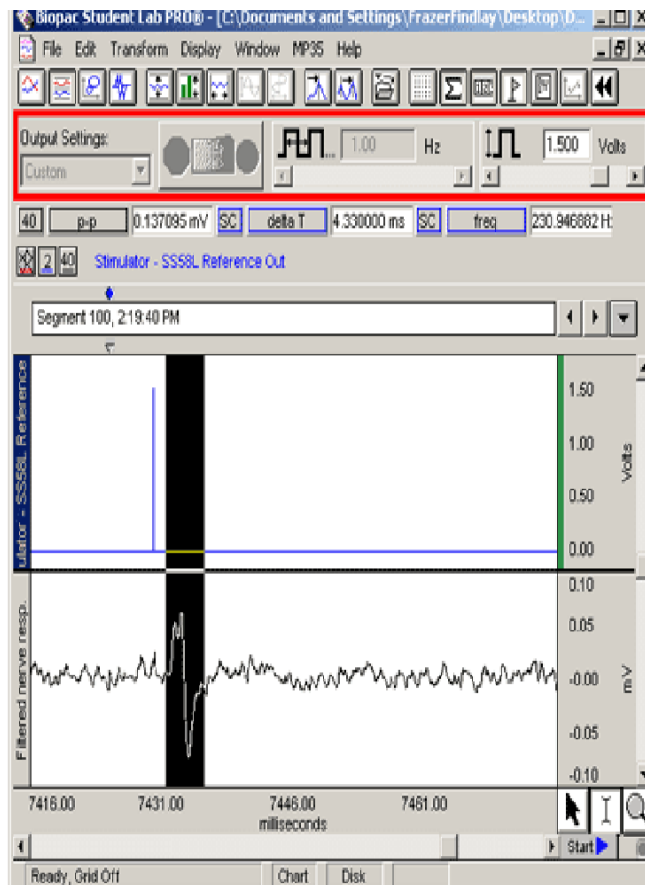 Biopac Student Lab PRO® - [C:\Documents and Settings\FrazerFindlay\Desktop\D...
File Edit Transform Display Window MP35 Help
Output Settings:
Custom
1.00 Hz
1.500 Volts
40 p-p 0.137095 mV SC delta T 4.330000 ms SC freq 230.946882 H
2 40 Stimulator - SS58L Reference Out
Segment 100, 2:19:40 PM
ulator - SS58L Reference
1.50
1.00
0.50
0.00
Volts
Filtered nerve resp.
0.10
0.05
-0.00
-0.05
-0.10
mV
7416.00 7431.00 7446.00 7461.00
milliseconds
Start
Ready, Grid Off Chart Disk